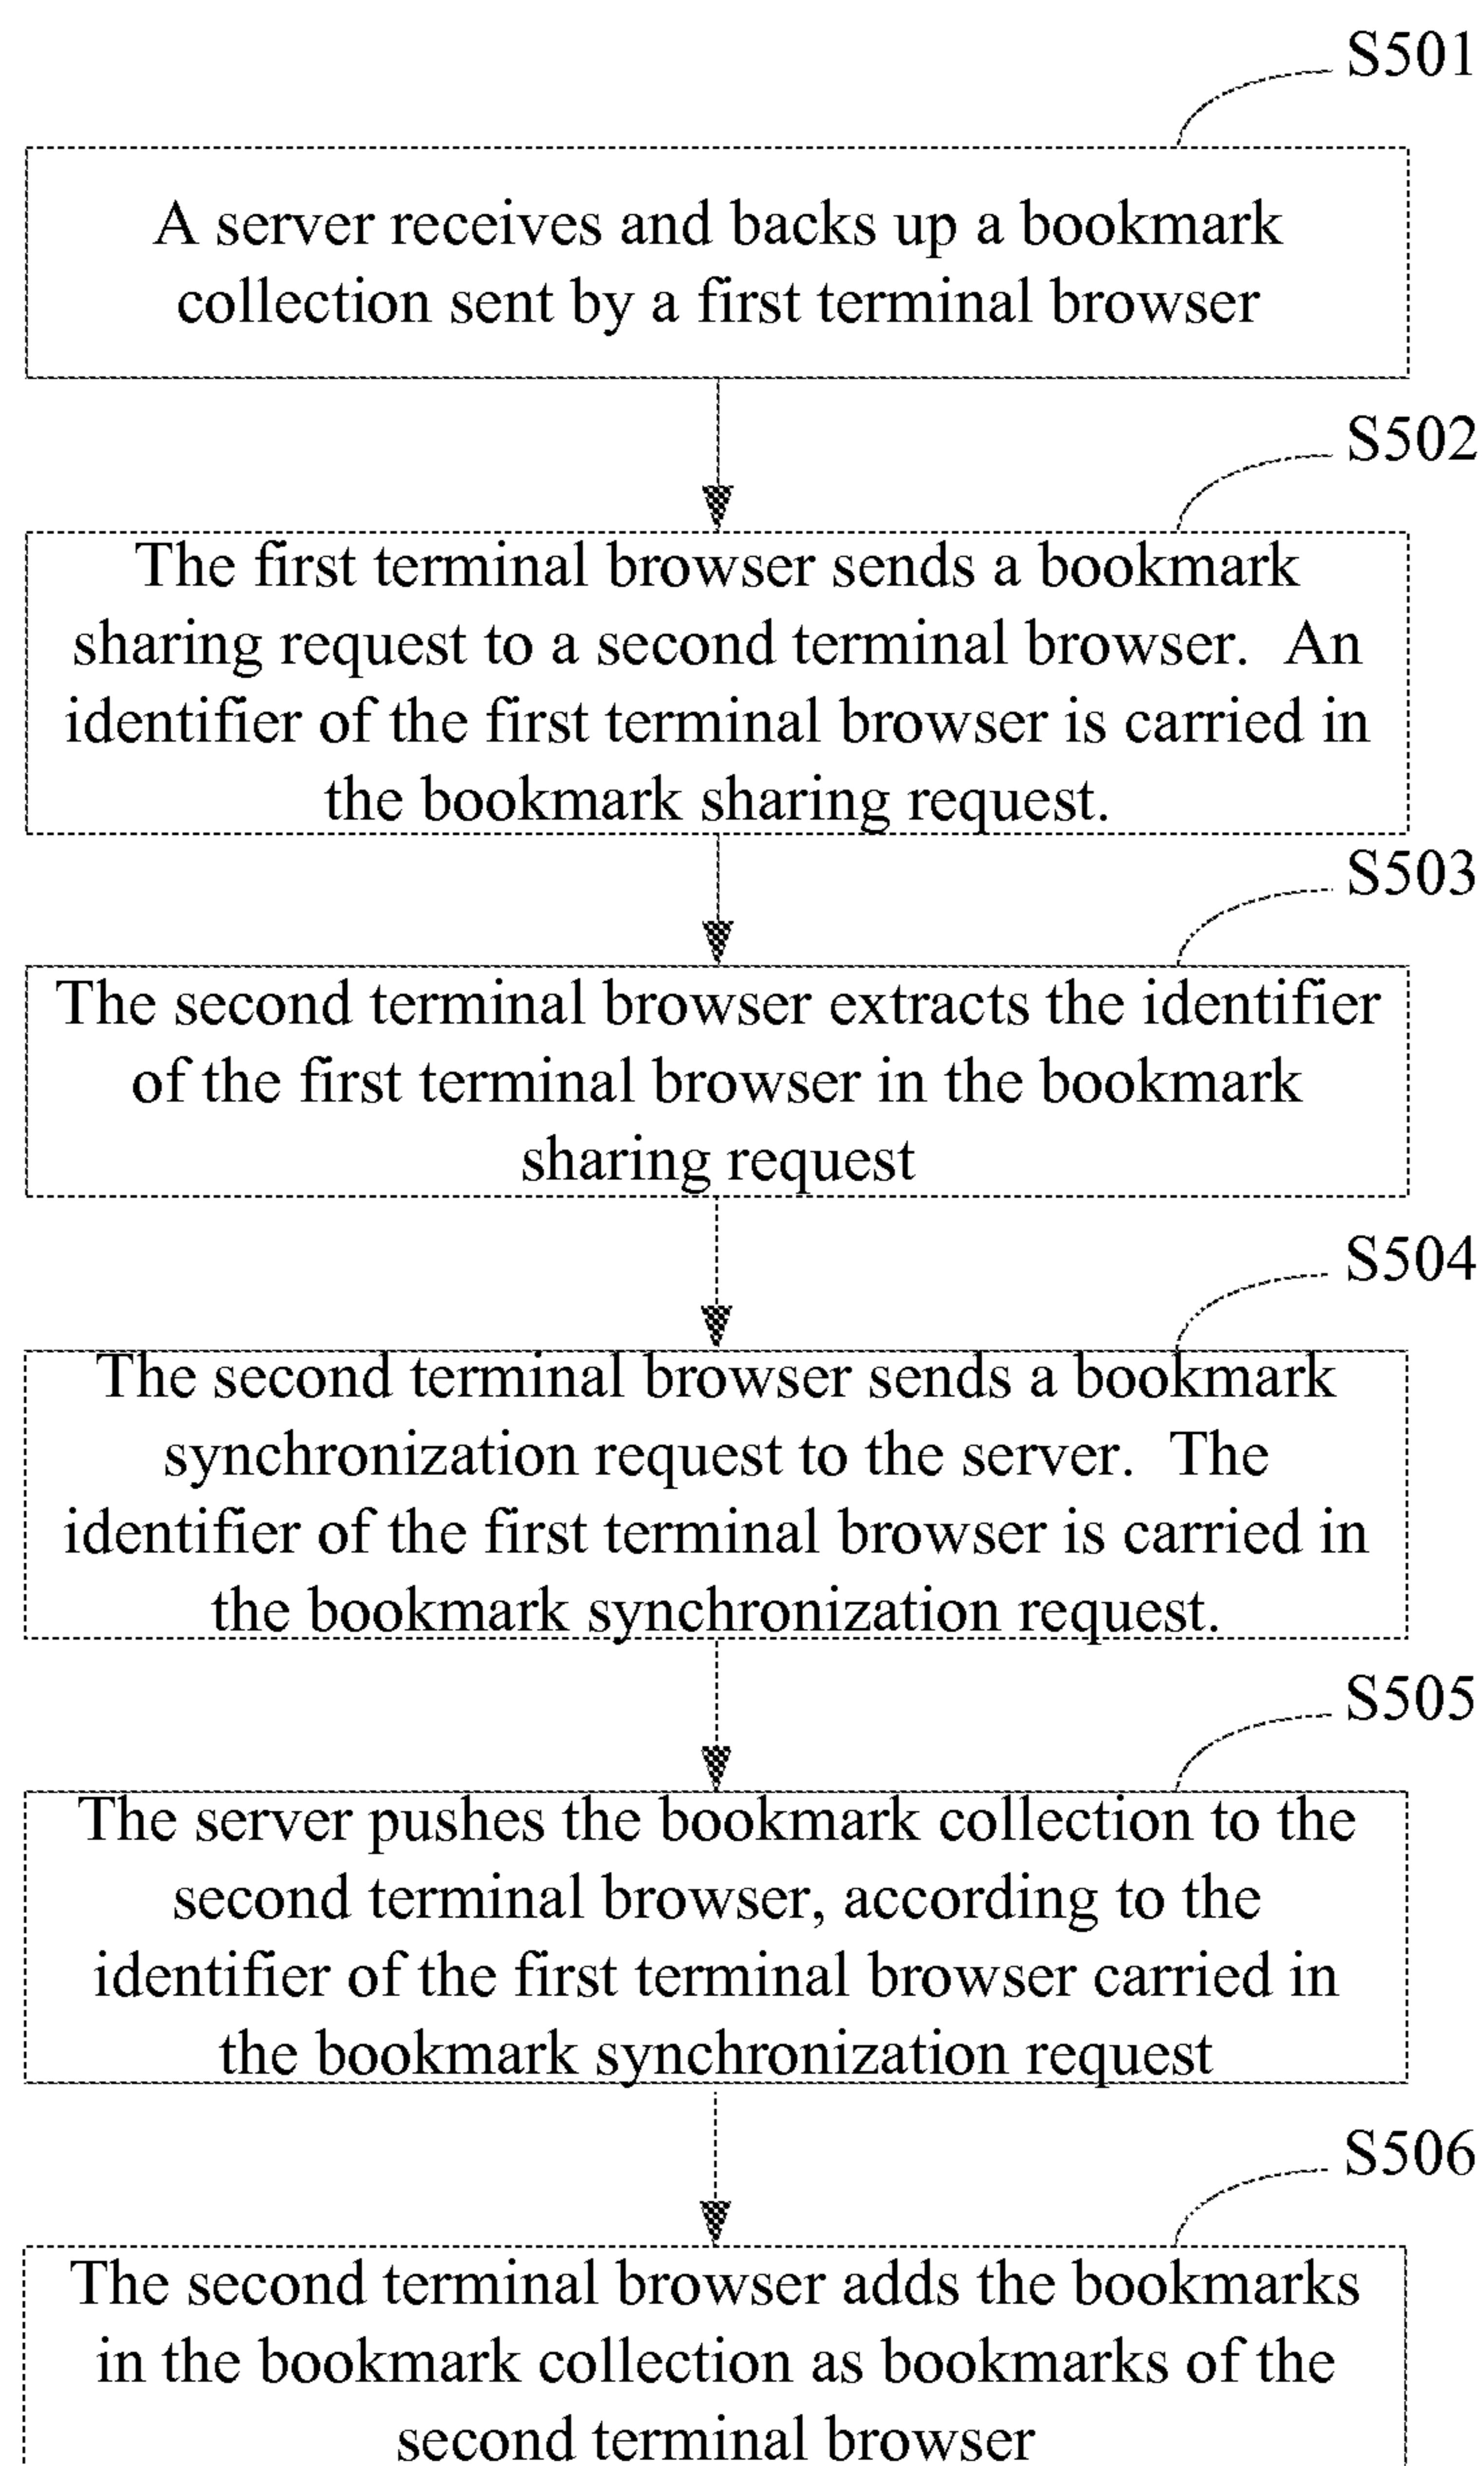 S501
A server receives and backs up a bookmark
collection sent by a first terminal browser
S502
The first terminal browser sends a bookmark
sharing request to a second terminal browser. An
identifier of the first terminal browser is carried in
the bookmark sharing request.
S503
The second terminal browser extracts the identifier
of the first terminal browser in the bookmark
sharing request
S504
The second terminal browser sends a bookmark
synchronization request to the server. The
identifier of the first terminal browser is carried in
the bookmark synchronization request.
S505
The server pushes the bookmark collection to the
second terminal browser, according to the
identifier of the first terminal browser carried in
the bookmark synchronization request
S506
The second terminal browser adds the bookmarks
in the bookmark collection as bookmarks of the
second terminal browser